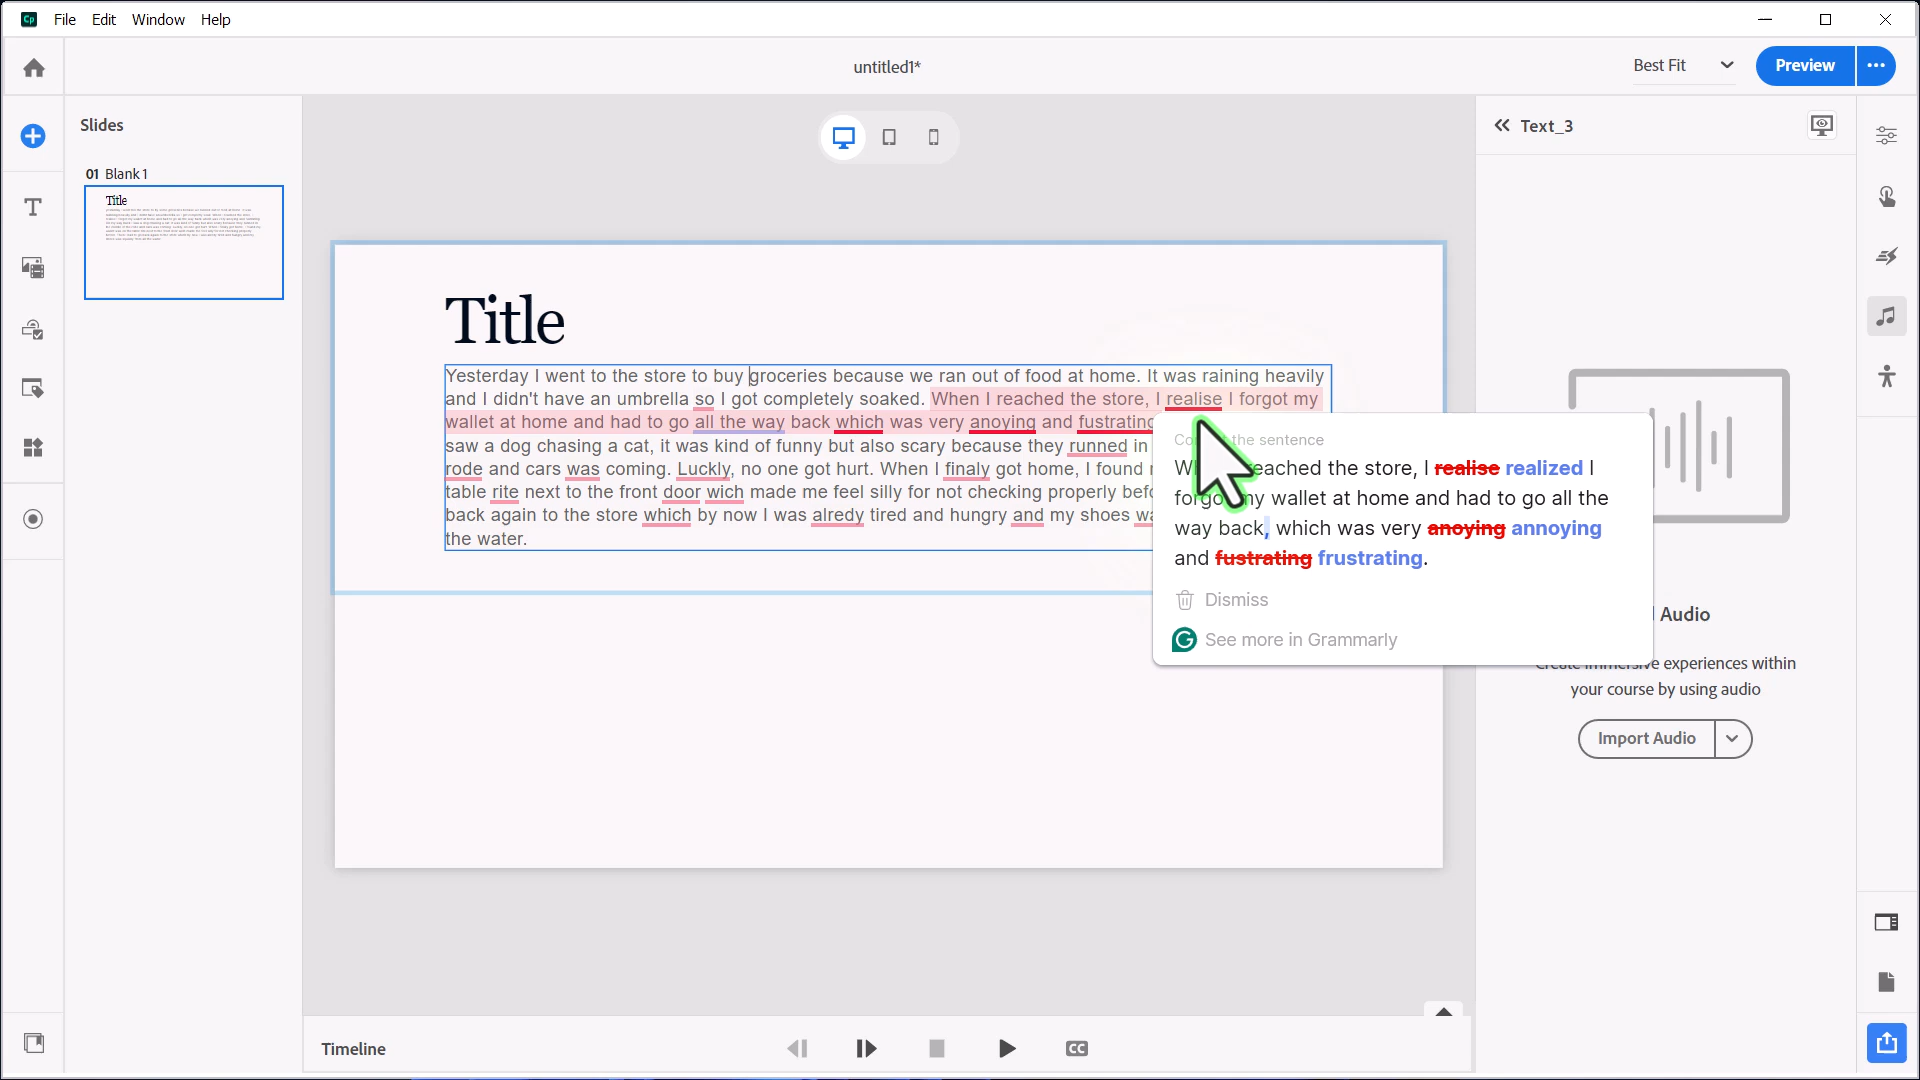 Cp File Edit Window Help
untitled1*
Best Fit
Preview
Slides
01 Blank 1
Title
Text_3
Title
Yesterday I went to the store to buy groceries because we ran out of food at home. It was raining heavily
and I didn't have an umbrella so I got completely soaked. When I reached the store, I realise I forgot my
wallet at home and had to go all the way back which was very anoying and fustrating
saw a dog chasing a cat, it was kind of funny but also scary because they runned in
rode and cars was coming. Luckly, no one got hurt. When I finaly got home, I found
table rite next to the front door wich made me feel silly for not checking properly
back again to the store which by now I was alredy tired and hungry and my shoes
the water.
the sentence
reached the store, I realise realized I
my wallet at home and had to go all the
way back, which was very anoying annoying
and fustrating frustrating.
Dismiss
See more in Grammarly
Audio
Create immersive experiences within
your course by using audio
Import Audio
Timeline
CC